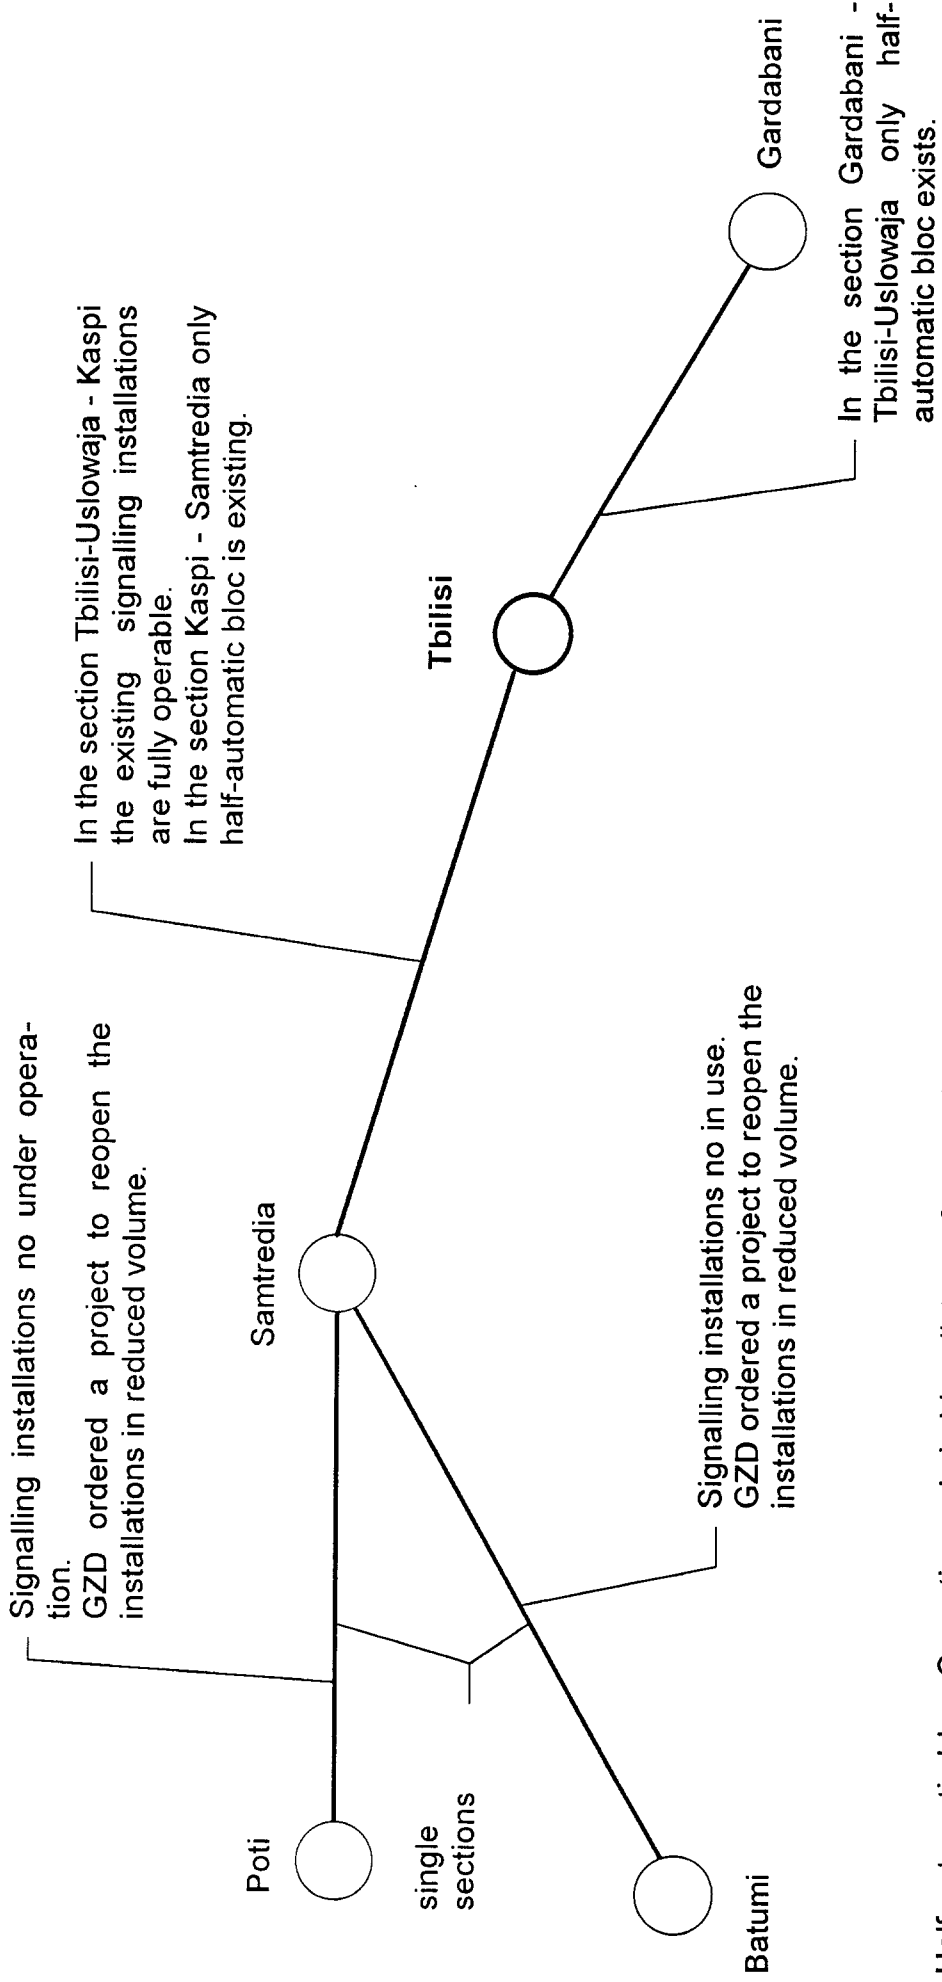 Signalling installations no under opera-
tion.
GZD ordered a project to reopen the
installations in reduced volume.
In the section Tbilisi-Uslowaja - Kaspi
the existing signalling installations
are fully operable.
In the section Kaspi - Samtredia only
half-automatic bloc is existing.
Poti
Samtredia
Tbilisi
Gardabani
single
sections
Batumi
Signalling installations no in use.
GZD ordered a project to reopen the
installations in reduced volume.
In the section Gardabani -
Tbilisi-Uslowaja only half-
automatic bloc exists.